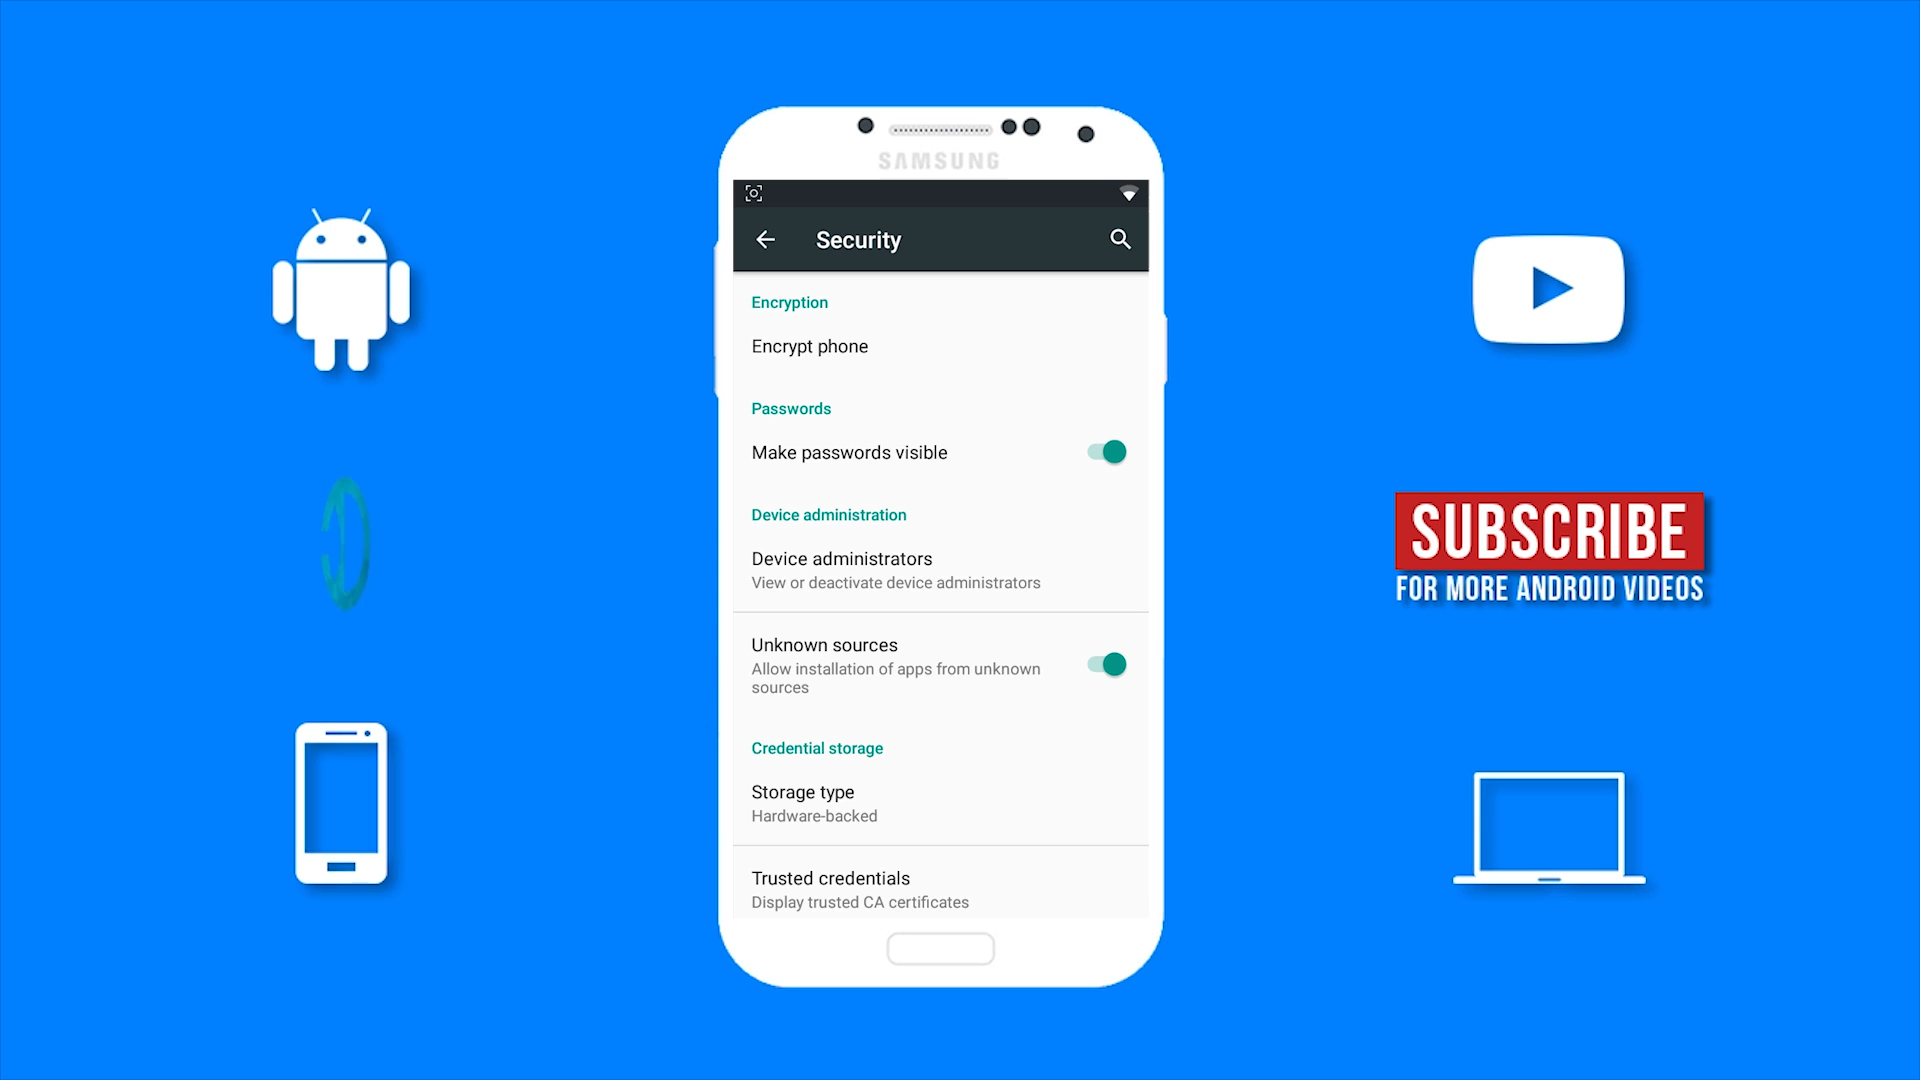 SAMSUNG
Security
Encryption
Encrypt phone
Passwords
Make passwords visible
Device administration
Device administrators
View or deactivate device administrators
Unknown sources
Allow installation of apps from unknown
sources
Credential storage
Storage type
Hardware-backed
Trusted credentials
Display trusted CA certificates
SUBSCRIBE
FOR MORE ANDROID VIDEOS